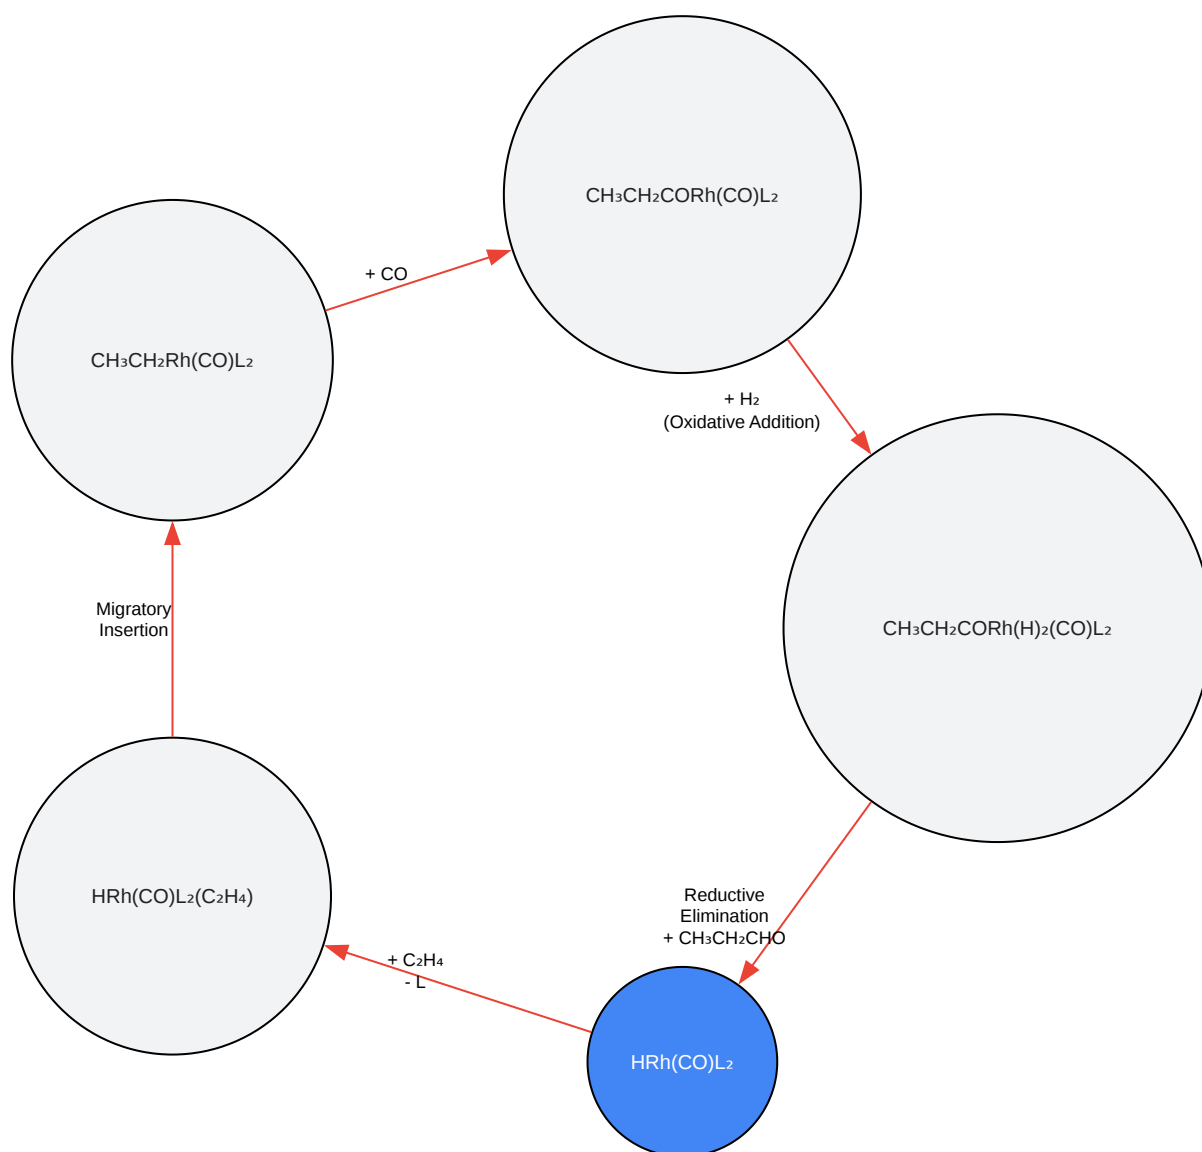 CH₃CH₂CORh(CO)L₂
+ CO
CH₃CH₂Rh(CO)L₂
+ H₂
(Oxidative Addition)
Migratory
Insertion
CH₃CH₂CORh(H)₂(CO)L₂
HRh(CO)L₂(C₂H₄)
Reductive
Elimination
+ CH₃CH₂CHO
+ C₂H₄
- L
HRh(CO)L₂